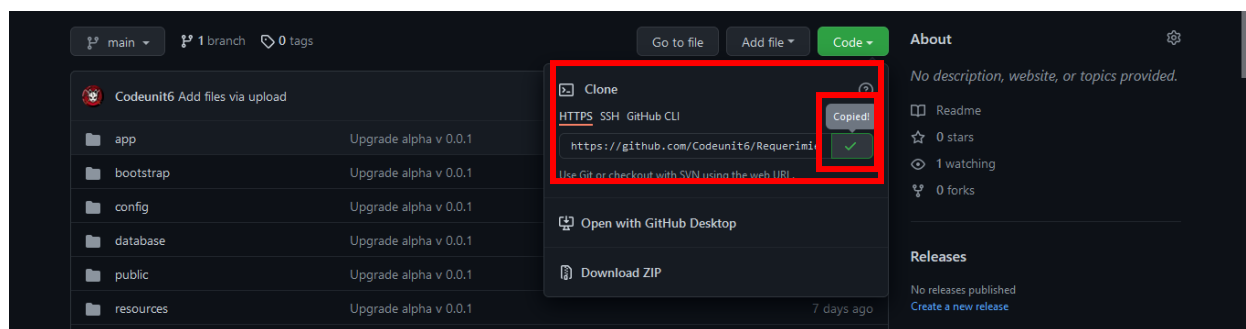 main 1 branch 0 tags
Go to file Add file Code
Codeunit6 Add files via upload
app Upgrade alpha v 0.0.1
bootstrap Upgrade alpha v 0.0.1
config Upgrade alpha v 0.0.1
database Upgrade alpha v 0.0.1
public Upgrade alpha v 0.0.1
resources Upgrade alpha v 0.0.1 7 days ago
Clone
HTTPS SSH GitHub CLI
Copied!
https://github.com/Codeunit6/Requerimi
Use Git or checkout with SVN using the web URL.
Open with GitHub Desktop
Download ZIP
About
No description, website, or topics provided.
Readme
0 stars
1 watching
0 forks
Releases
No releases published
Create a new release